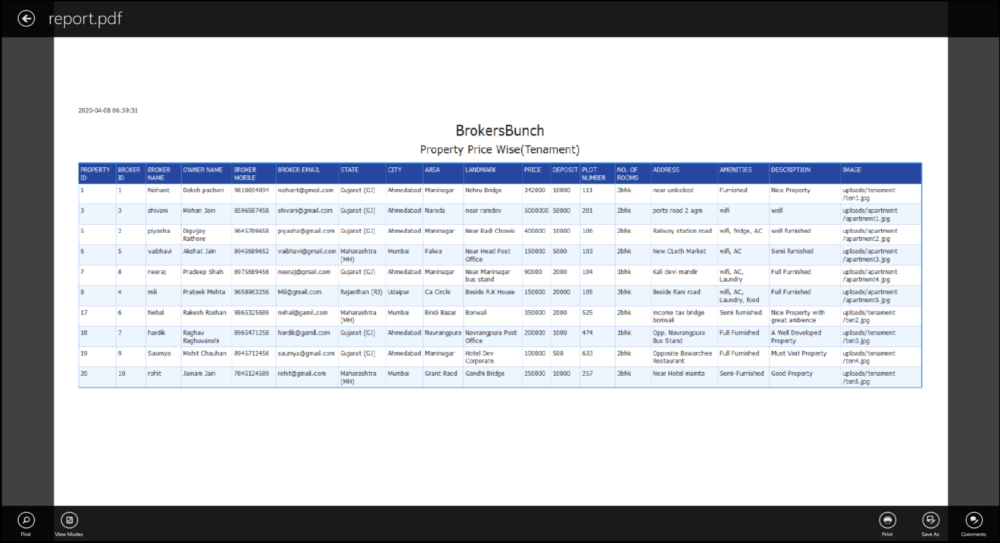 report.pdf
2020-04-08 06:59:31
BrokersBunch
Property Price Wise(Tenament)
PROPERTY ID BROKER ID BROKER NAME OWNER NAME BROKER MOBILE BROKER EMAIL STATE CITY AREA LANDMARK PRICE DEPOSIT PLOT NUMBER NO. OF ROOMS ADDRESS AMENITIES DESCRIPTION IMAGE
1 1 Nishant Daksh pachori 9610694094 nishant@gmail.com Gujarat (GJ) Ahmedabad Maninagar Nehru Bridge 342000 10000 111 3bhk near unlocked Furnished Nice Property uploads/tenament/ten1.jpg
3 3 shivani Mohan Jain 8596587458 shivani@gmail.com Gujarat (GJ) Ahmedabad Naroda near ramdev 5000000 50000 201 2bhk ports road 2 agm wifi well uploads/apartment/apartment1.jpg
5 2 piyasha Digvijay Rathore 9645789658 piyasha@gmail.com Gujarat (GJ) Ahmedabad Maninagar Near Badi Chowki 400000 10000 106 2bhk Railway station road wifi, fridge, AC well furnished uploads/apartment/apartment2.jpg
6 5 vaibhavi Akshat Jain 8945689652 vaibhavi@gmail.com Maharashtra (MH) Mumbai Palwa Near Head Post Office 150000 5000 103 2bhk New CLoth Market wifi, AC Semi furnished uploads/apartment/apartment3.jpg
7 8 neeraj Pradeep Shah 8975689456 neeraj@gmail.com Gujarat (GJ) Ahmedabad Maninagar Near Maninagar bus stand 90000 2000 104 1bhk Kali devi mandir wifi, AC, Laundry Full Furnished uploads/apartment/apartment4.jpg
8 4 mili Prateek Mehta 9658963256 Mili@gmail.com Rajasthan (RJ) Udaipur Ca Circle Beside R.K House 150000 20000 105 3bhk Beside Rani road wifi, AC, Laundry, food Full Furnished uploads/apartment/apartment5.jpg
17 6 Nehal Rakesh Roshan 9865325689 nehal@gamil.com Maharashtra (MH) Mumbai Bindi Bazar Boriwali 350000 2000 525 2bhk income tax bridge boriwali Semi furnished Nice Property with great ambience uploads/tenament/ten2.jpg
18 7 hardik Raghav Raghuvanshi 8965471258 hardik@gamill.com Gujarat (GJ) Ahmedabad Navrangpura Navrangpura Post Office 200000 1000 474 1bhk Opp. Navrangpura Bus Stand Full Furnished A Well Developed Property uploads/tenament/ten3.jpg
19 9 Saumya Mohit Chauhan 8945712456 saumya@gmail.com Gujarat (GJ) Ahmedabad Maninagar Hotel Dev Corporate 100000 500 633 2bhk Opposite Bawarchee Restaurant Full Furnished Must Visit Property uploads/tenament/ten4.jpg
20 10 rohit Jainam Jain 7845124589 rohit@gmail.com Maharashtra (MH) Mumbai Grant Raod Gandhi Bridge 250000 10000 257 3bhk Near Hotel mamta Semi-Furnished Good Property uploads/tenament/ten5.jpg
Find View Modes Print Save As Comments